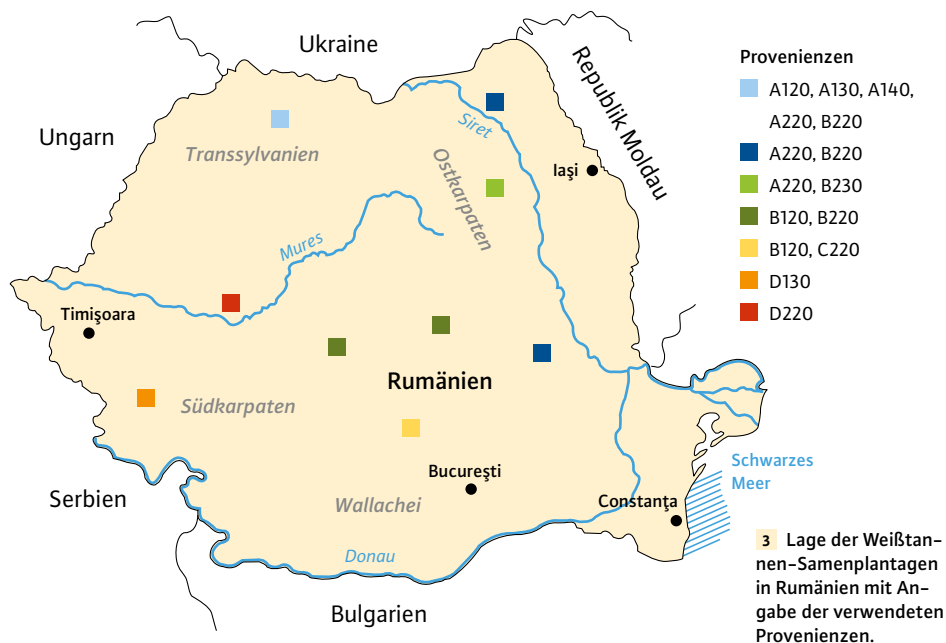 Ukraine
Ungarn
Republik Moldau
Siret
Transsylvanien
Ostkarpaten
Iaşi
Mures
Timişoara
Rumänien
Südkarpaten
Bucureşti
Serbien
Wallachei
Constanţa
Schwarzes
Meer
Donau
Bulgarien
Provenienzen
A120, A130, A140,
A220, B220
A220, B220
A220, B230
B120, B220
B120, C220
D130
D220
3 Lage der Weißtan-
nen-Samenplantagen
in Rumänien mit An-
gabe der verwendeten
Provenienzen.